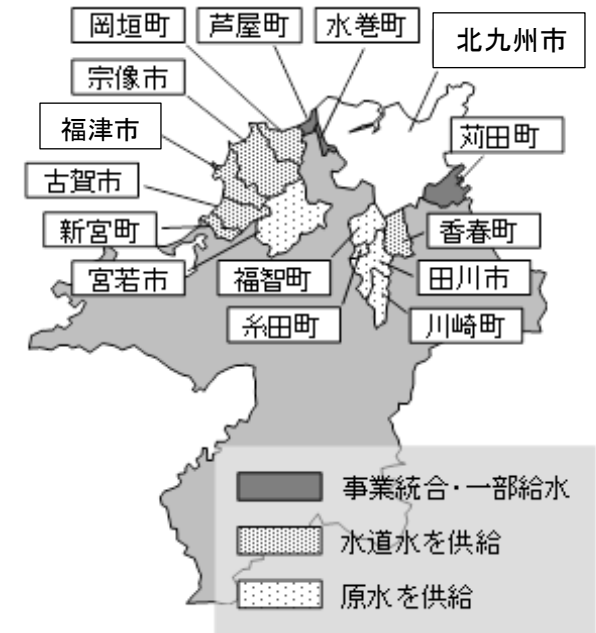 岡垣町
芦屋町
水巻町
北九州市
宗像市
福津市
苅田町
古賀市
新宮町
香春町
宮若市
福智町
田川市
糸田町
川崎町
事業統合・一部給水
水道水を供給
原水を供給